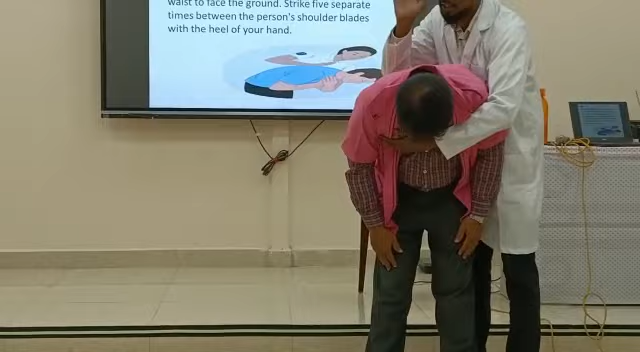 waist to face the ground. Strike five separate
times between the person's shoulder blades
with the heel of your hand.